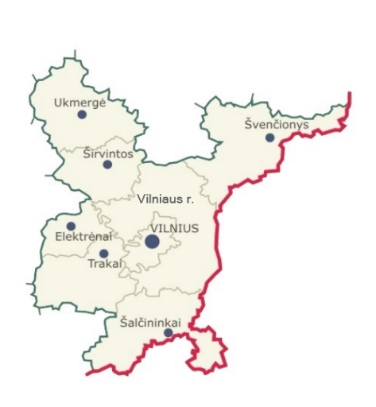 Ukmergė
Švenčionys
Širvintos
Vilniaus r.
VILNIUS
Elektrėnai
Trakai
Šalčininkai